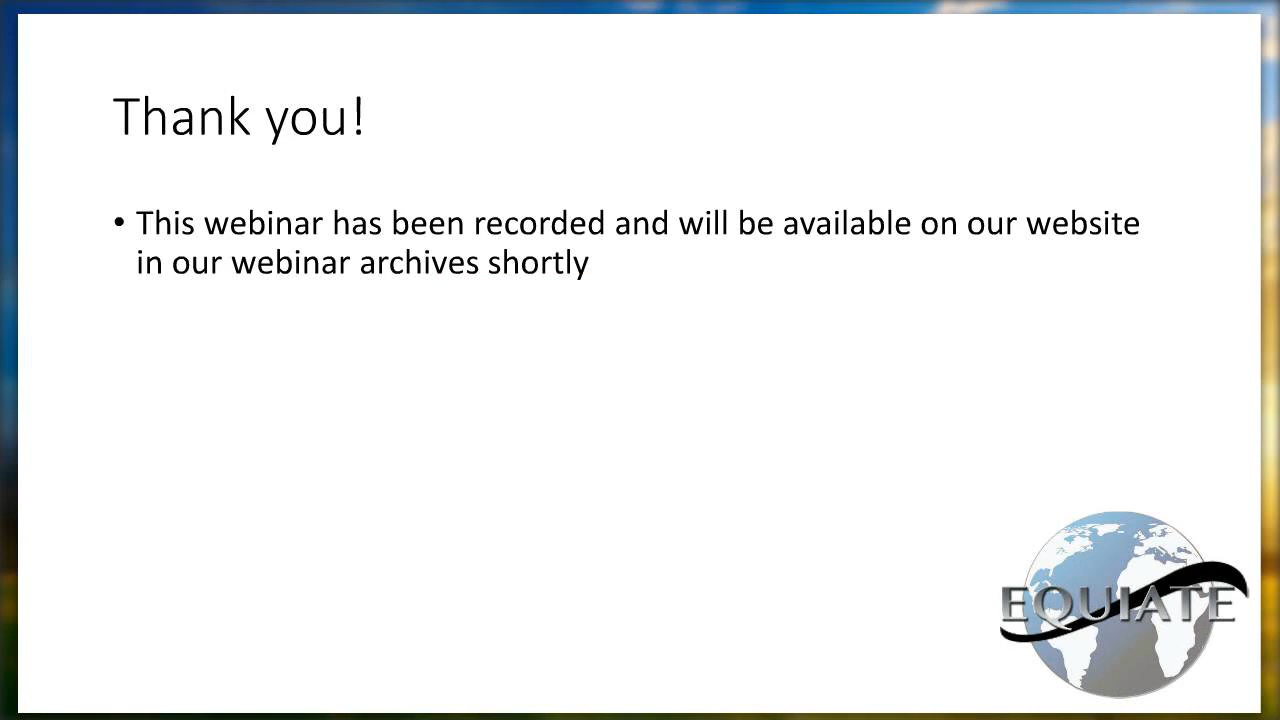 Thank you!
• This webinar has been recorded and will be available on our website
in our webinar archives shortly
EQUIATE